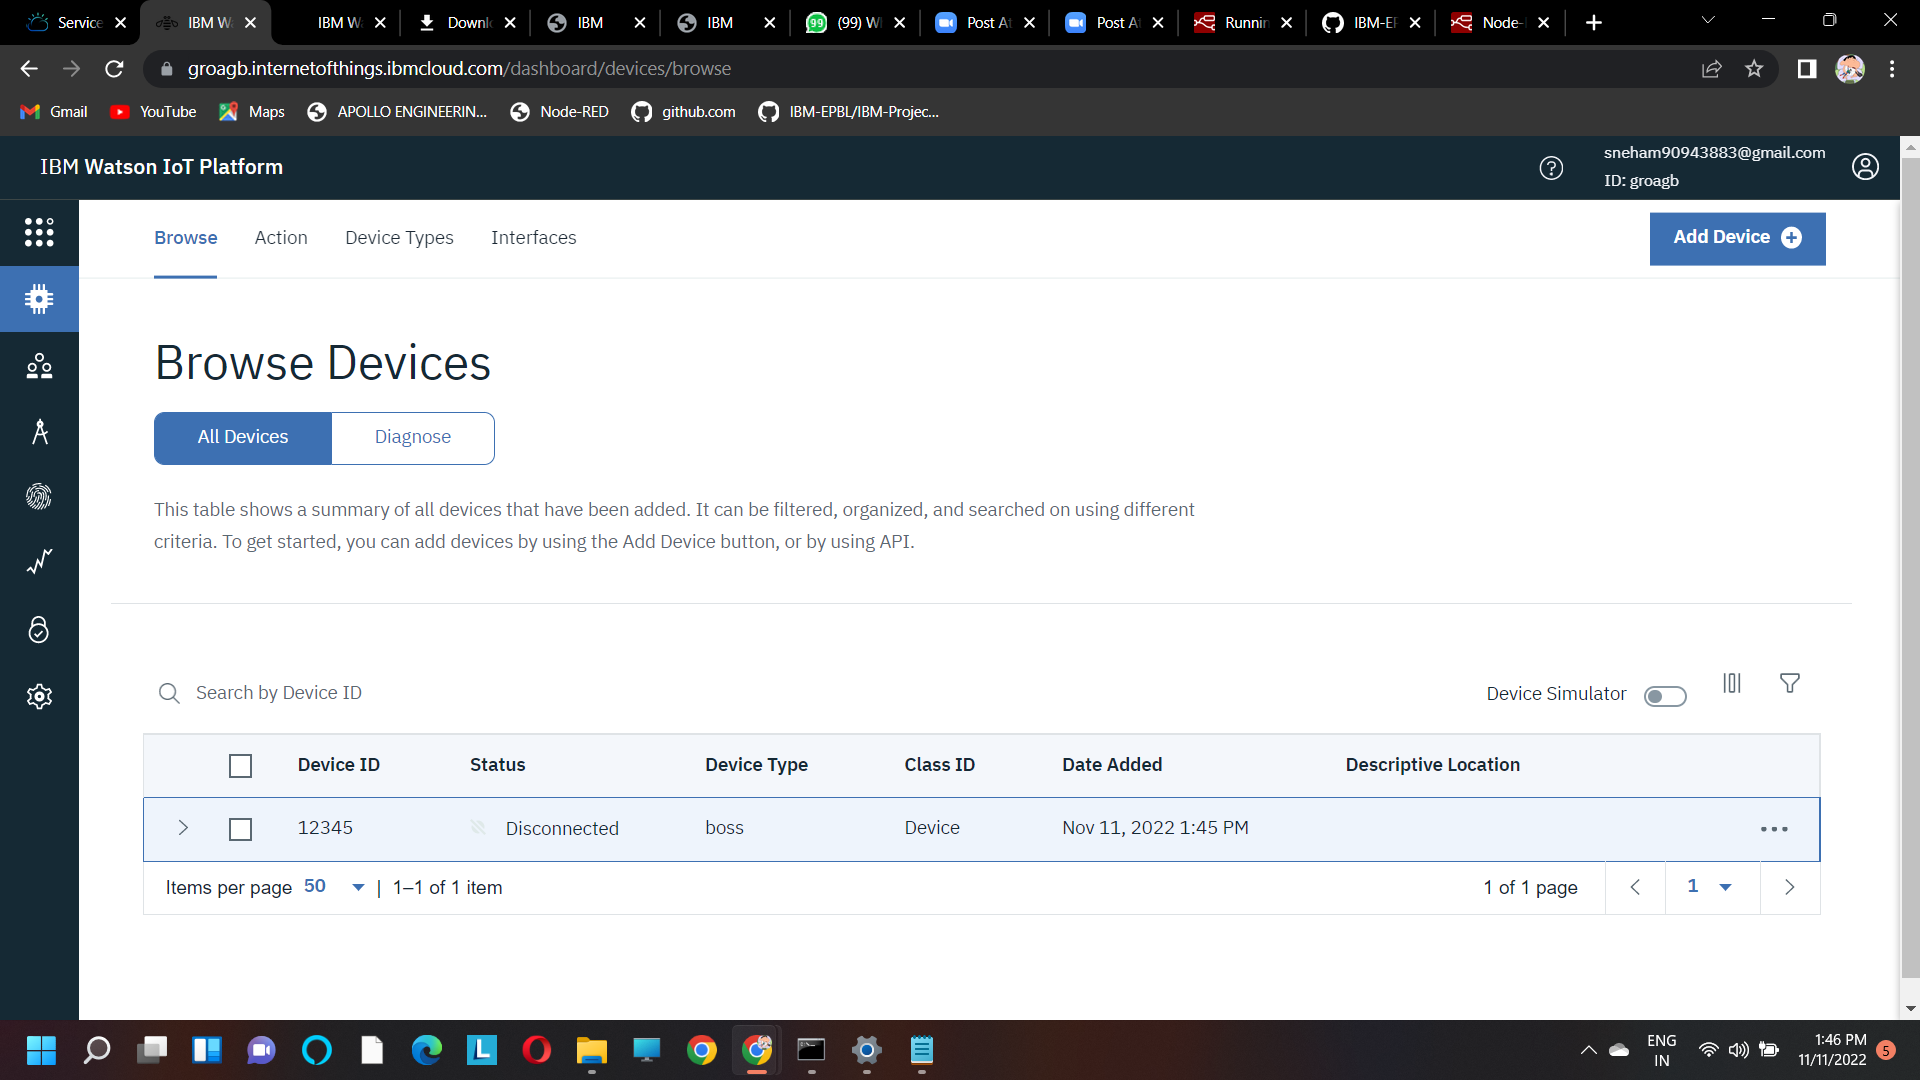 Service
IBM W
IBM W
Downl
IBM
IBM
(99) W
Post At
Post At
Runnin
IBM-EP
Node-
groagb.internetofthings.ibmcloud.com/dashboard/devices/browse
Gmail
YouTube
Maps
APOLLO ENGINEERIN...
Node-RED
github.com
IBM-EPBL/IBM-Projec...
IBM Watson IoT Platform
sneham90943883@gmail.com
ID: groagb
Browse
Action
Device Types
Interfaces
Add Device
Browse Devices
All Devices
Diagnose
This table shows a summary of all devices that have been added. It can be filtered, organized, and searched on using different
criteria. To get started, you can add devices by using the Add Device button, or by using API.
Search by Device ID
Device Simulator
Device ID Status Device Type Class ID Date Added Descriptive Location
12345 Disconnected boss Device Nov 11, 2022 1:45 PM
Items per page 50 | 1–1 of 1 item
1 of 1 page
1
ENG
IN
1:46 PM
11/11/2022
5